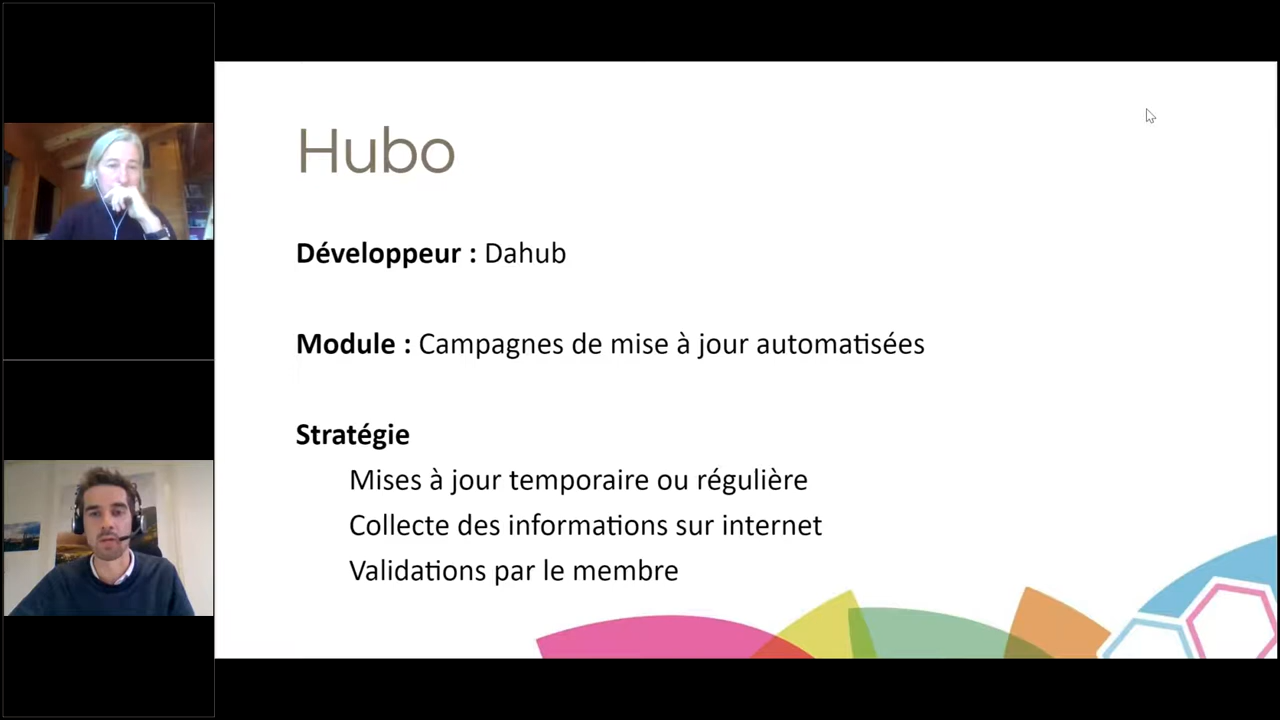 Hubo
Développeur : Dahub
Module : Campagnes de mise à jour automatisées
Stratégie
Mises à jour temporaire ou régulière
Collecte des informations sur internet
Validations par le membre